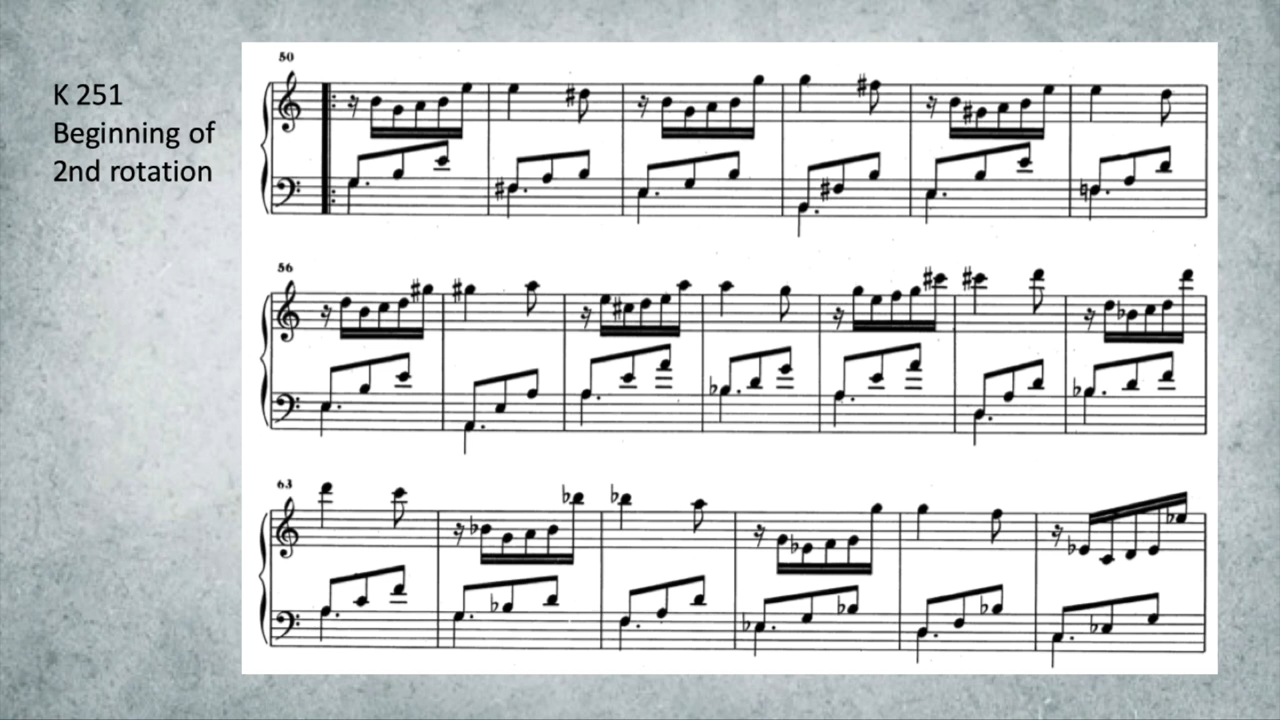 K 251
Beginning of
2nd rotation
50
56
63